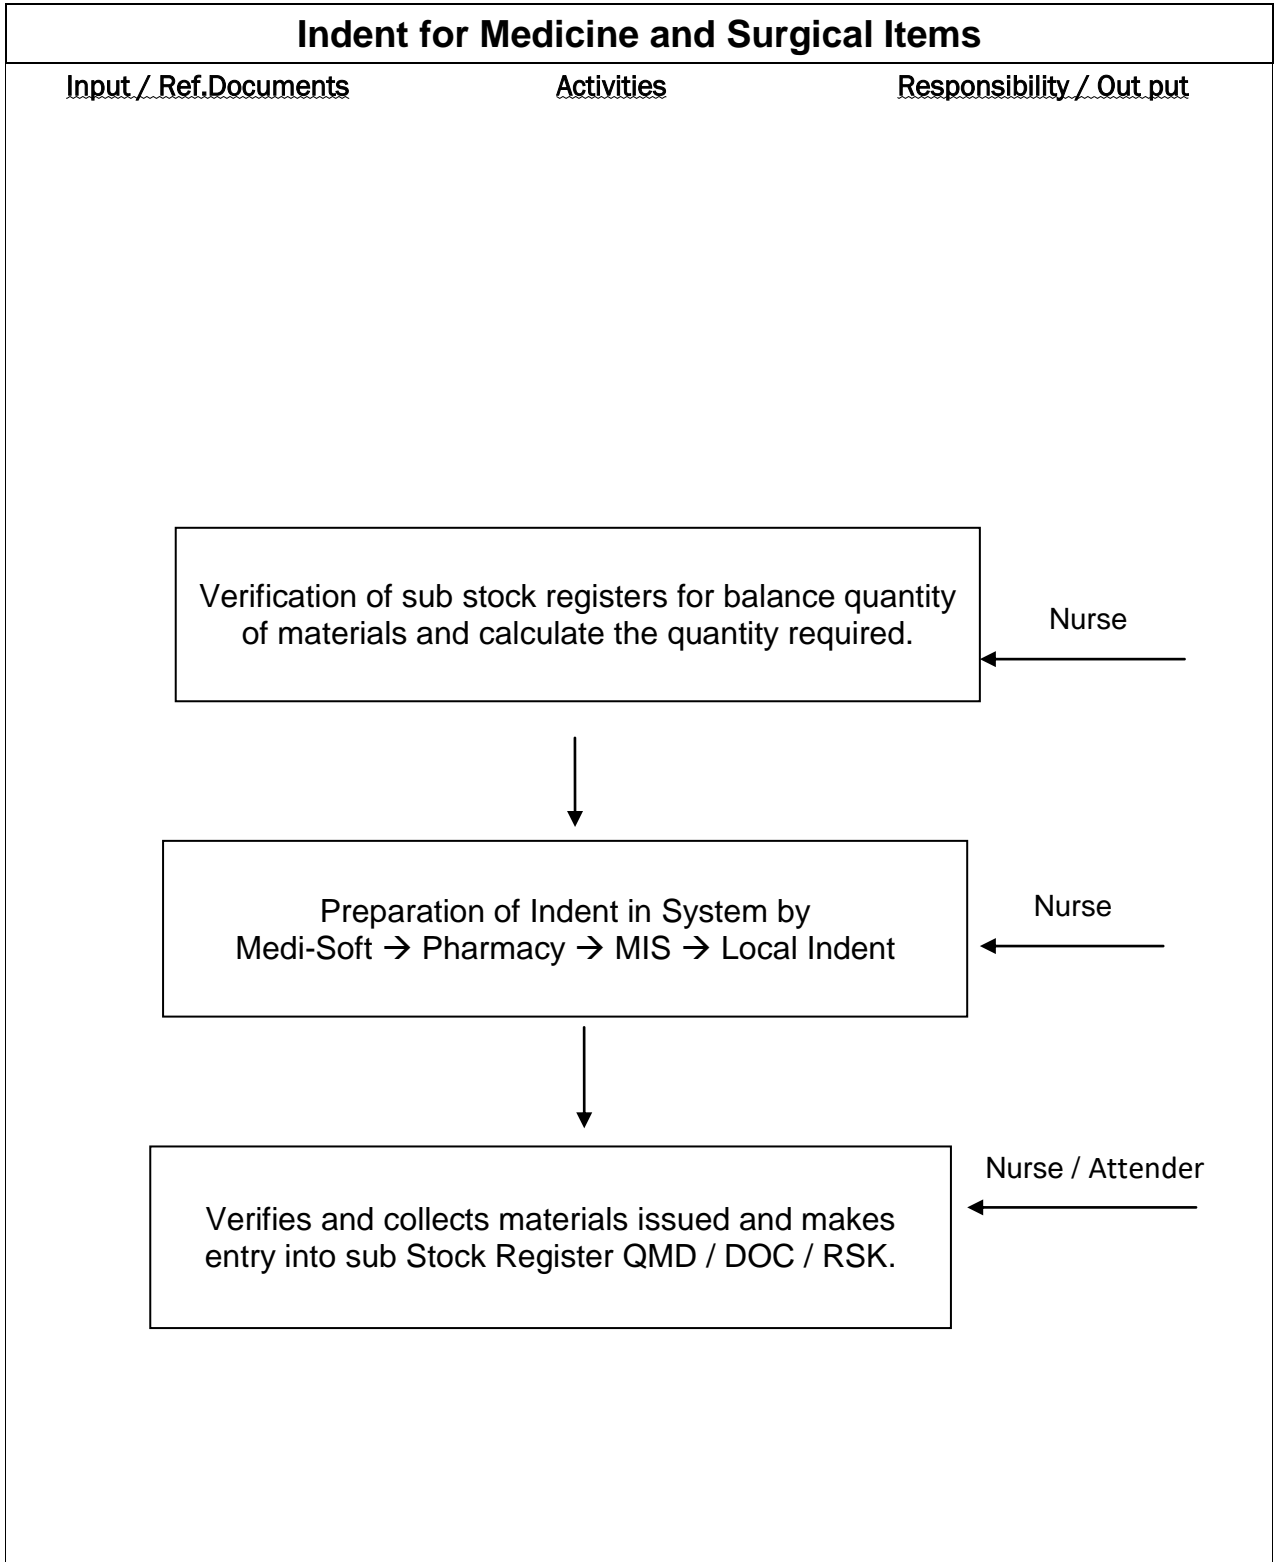 Indent for Medicine and Surgical Items
Input / Ref.Documents Activities Responsibility / Out put
Verification of sub stock registers for balance quantity
of materials and calculate the quantity required.
Nurse
Preparation of Indent in System by
Medi-Soft → Pharmacy → MIS → Local Indent
Nurse
Verifies and collects materials issued and makes
entry into sub Stock Register QMD / DOC / RSK.
Nurse / Attender